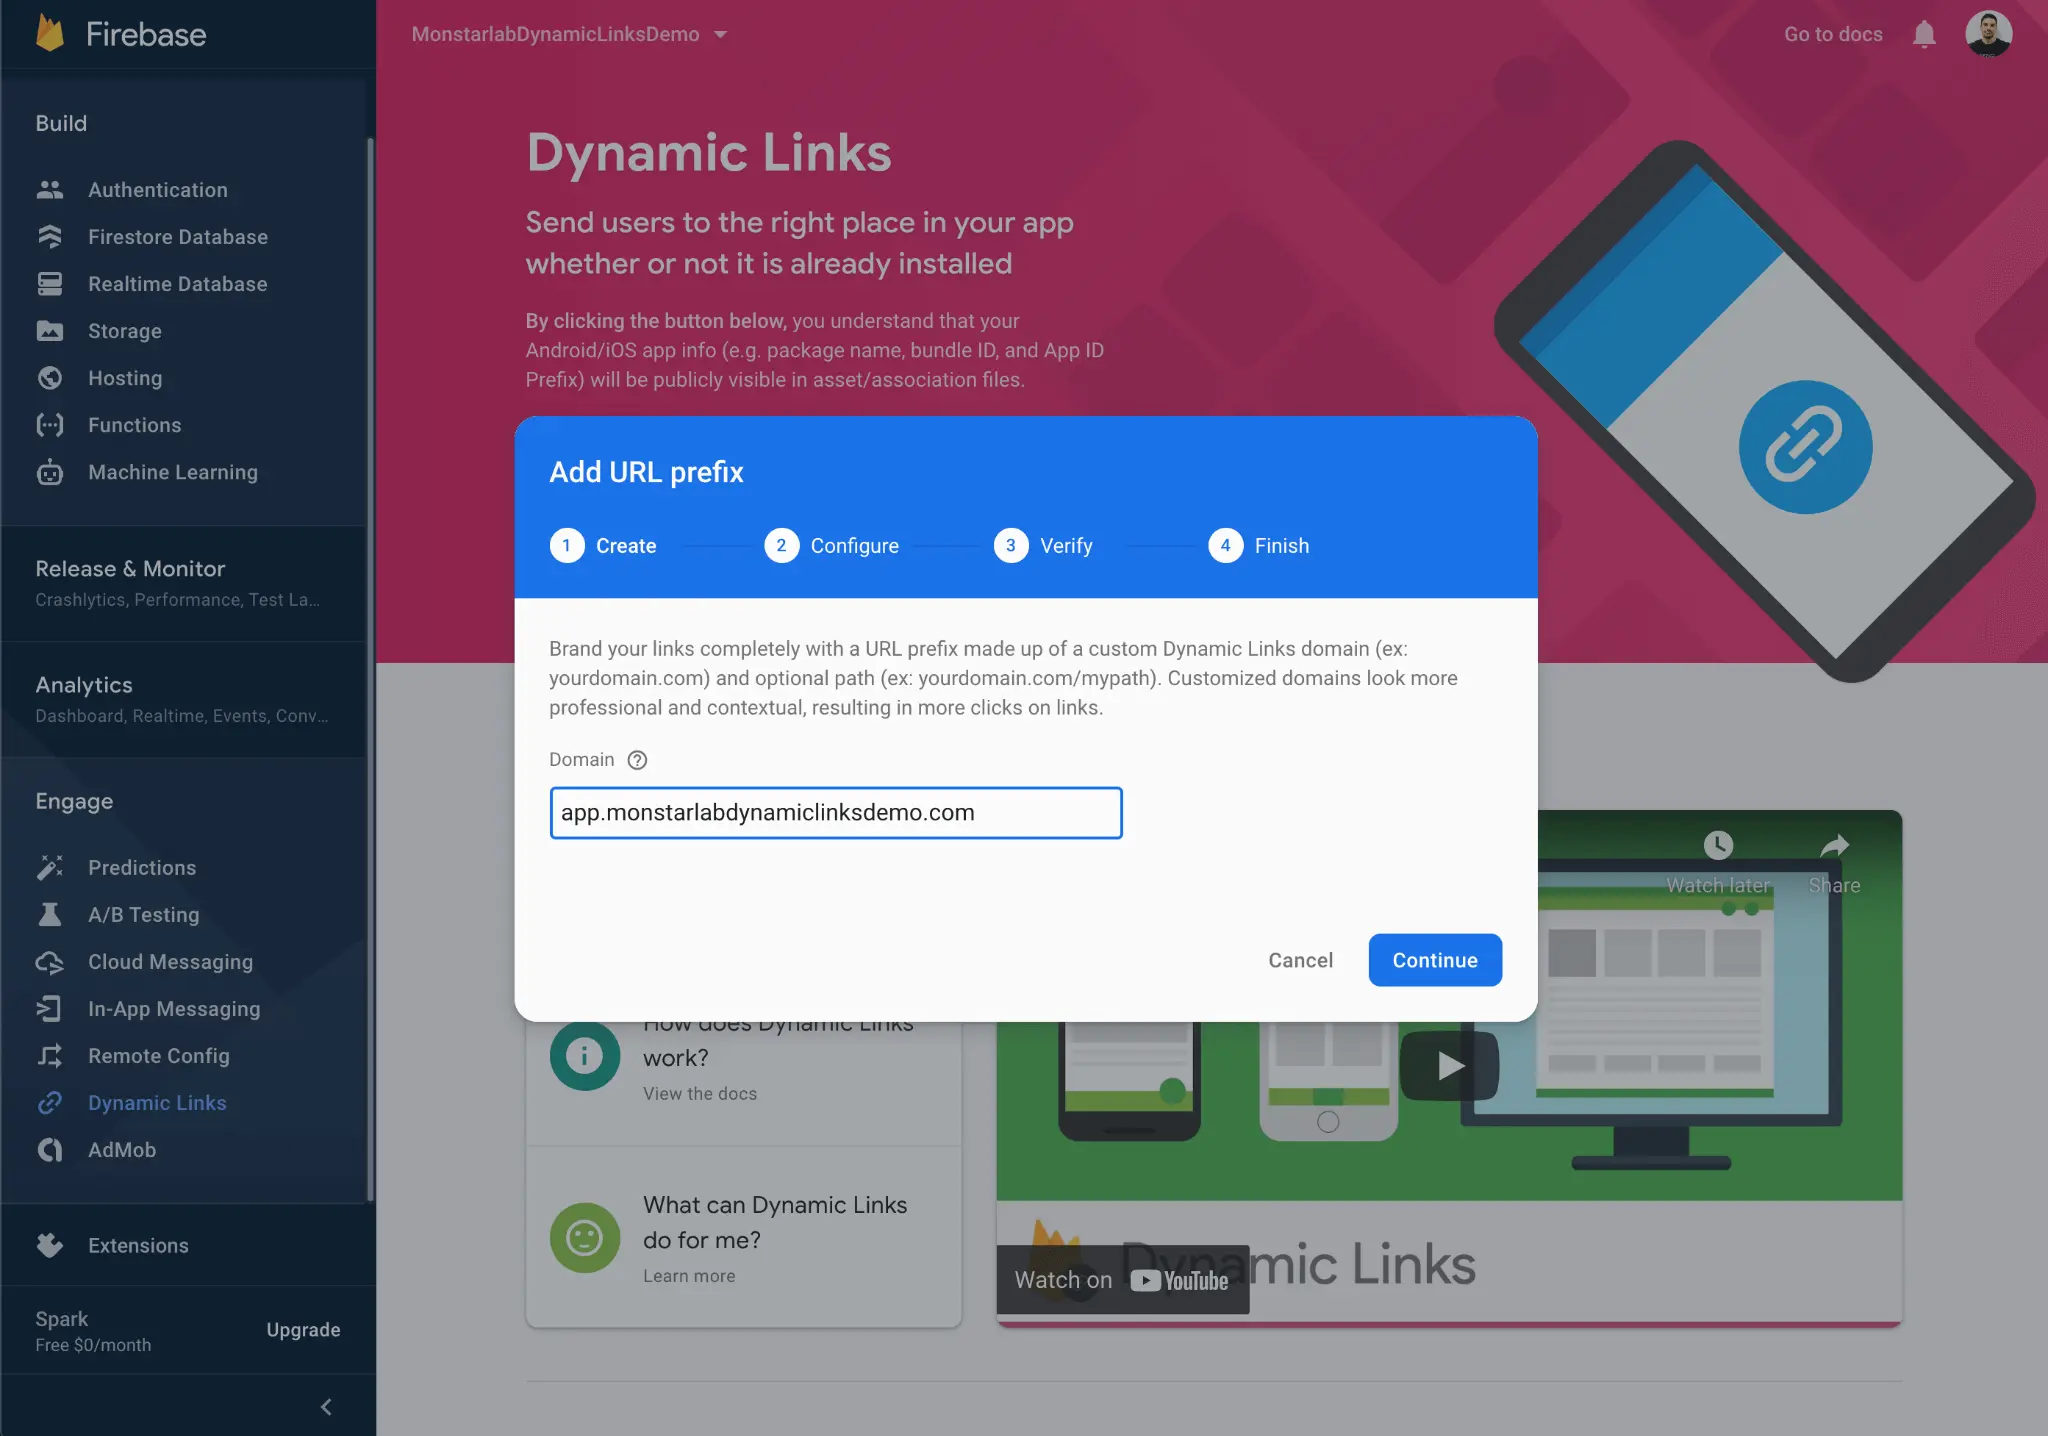 Firebase
Build
Authentication
Firestore Database
Realtime Database
Storage
Hosting
Functions
Machine Learning
Release & Monitor
Crashlytics, Performance, Test La...
Analytics
Dashboard, Realtime, Events, Conv...
Engage
Predictions
A/B Testing
Cloud Messaging
In-App Messaging
Remote Config
Dynamic Links
AdMob
Extensions
Spark
Free $0/month
Upgrade
MonstarlabDynamicLinksDemo
Go to docs
Dynamic Links
Send users to the right place in your app
whether or not it is already installed
By clicking the button below, you understand that your
Android/iOS app info (e.g. package name, bundle ID, and App ID
Prefix) will be publicly visible in asset/association files.
Add URL prefix
1 Create
2 Configure
3 Verify
4 Finish
Brand your links completely with a URL prefix made up of a custom Dynamic Links domain (ex:
yourdomain.com) and optional path (ex: yourdomain.com/mypath). Customized domains look more
professional and contextual, resulting in more clicks on links.
Domain ?
app.monstarlabdynamiclinksdemo.com
Cancel
Continue
How does Dynamic Links
work?
View the docs
What can Dynamic Links
do for me?
Learn more
Watch later
Share
Dynamic Links
Watch on YouTube